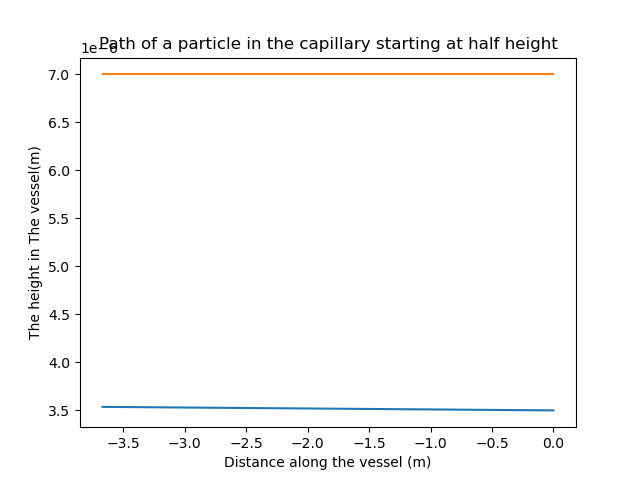 Path of a particle in the capillary starting at half height
7.0
6.5
6.0
5.5
5.0
4.5
4.0
3.5
The height in The vessel(m)
−3.5 −3.0 −2.5 −2.0 −1.5 −1.0 −0.5 0.0
Distance along the vessel (m)